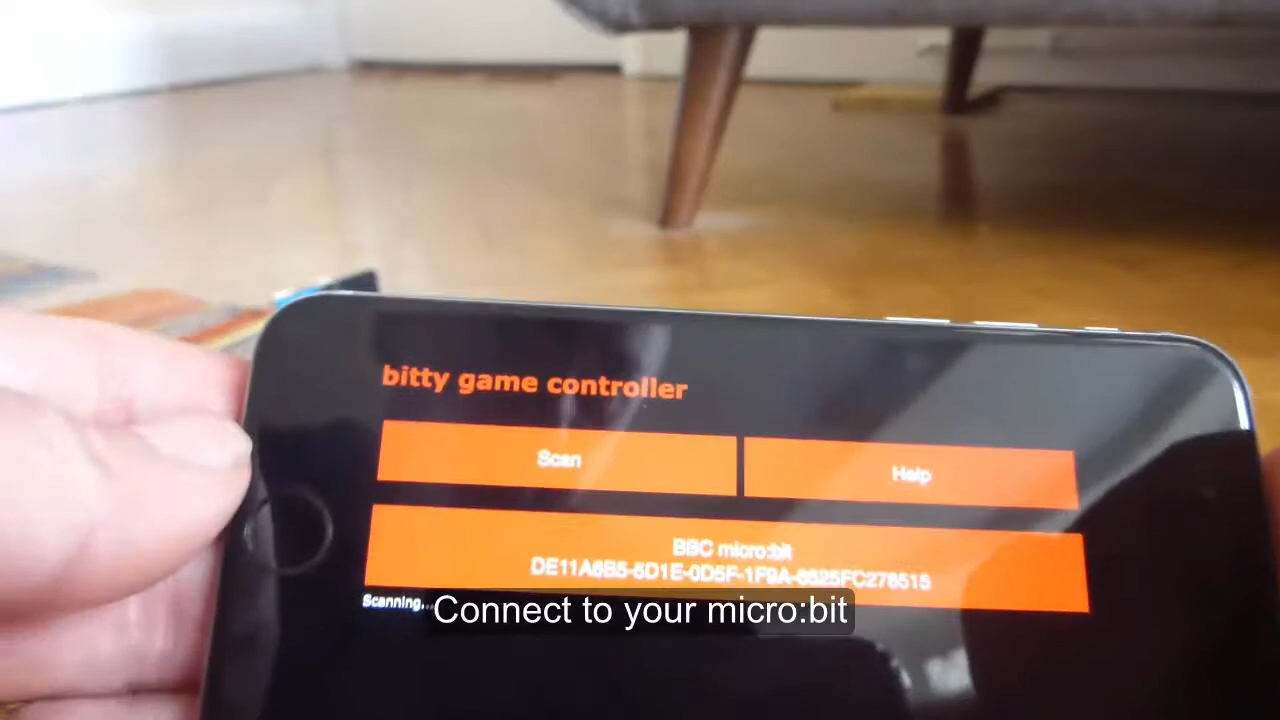 bitty game controller
Scan
Help
BBC micro:bit
DE11A6B5-5D1E-0D5F-1F9A-6525FC276515
Scanning...
Connect to your micro:bit